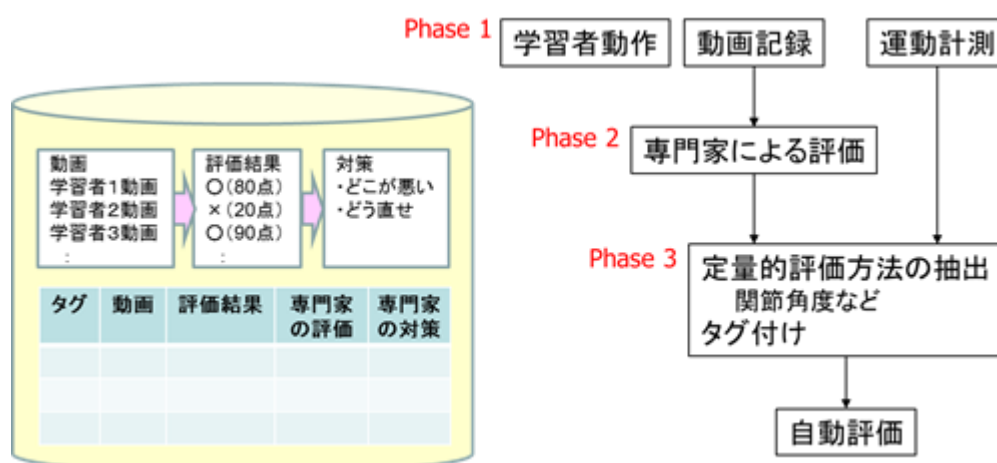 動画
学習者1動画
学習者2動画
学習者3動画
:
評価結果
○(80点)
×(20点)
○(90点)
:
対策
・どこが悪い
・どう直せ
タグ
動画
評価結果
専門家
の評価
専門家
の対策
Phase 1
学習者動作
動画記録
運動計測
Phase 2
専門家による評価
Phase 3
定量的評価方法の抽出
関節角度など
タグ付け
自動評価